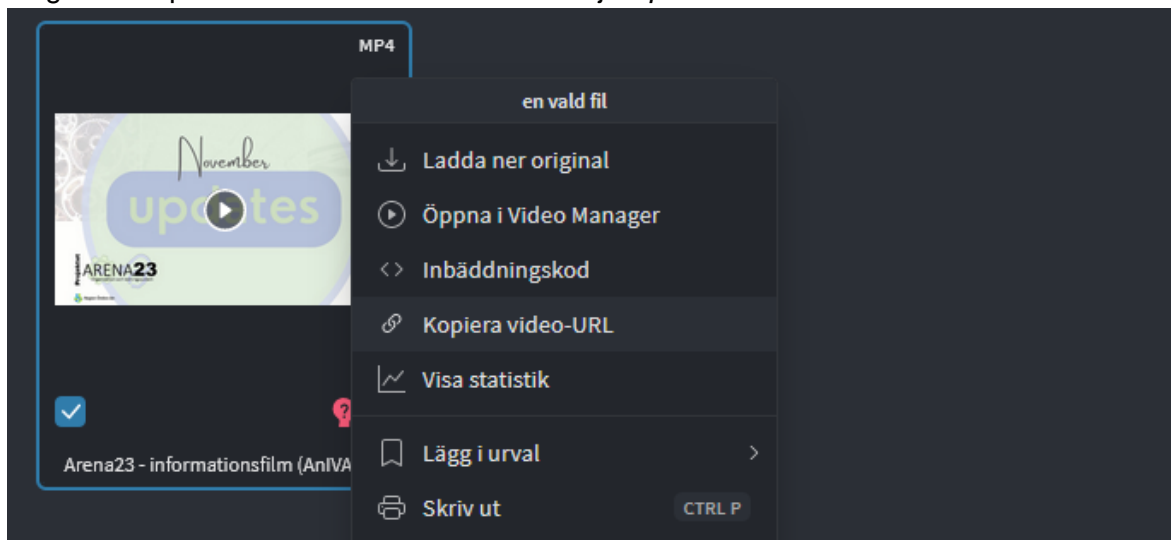 MP4
November
updates
ARENA23
Arena23 - informationsfilm (AnIVA
en vald fil
Ladda ner original
Öppna i Video Manager
Inbäddningskod
Kopiera video-URL
Visa statistik
Lägg i urval
Skriv ut CTRL P